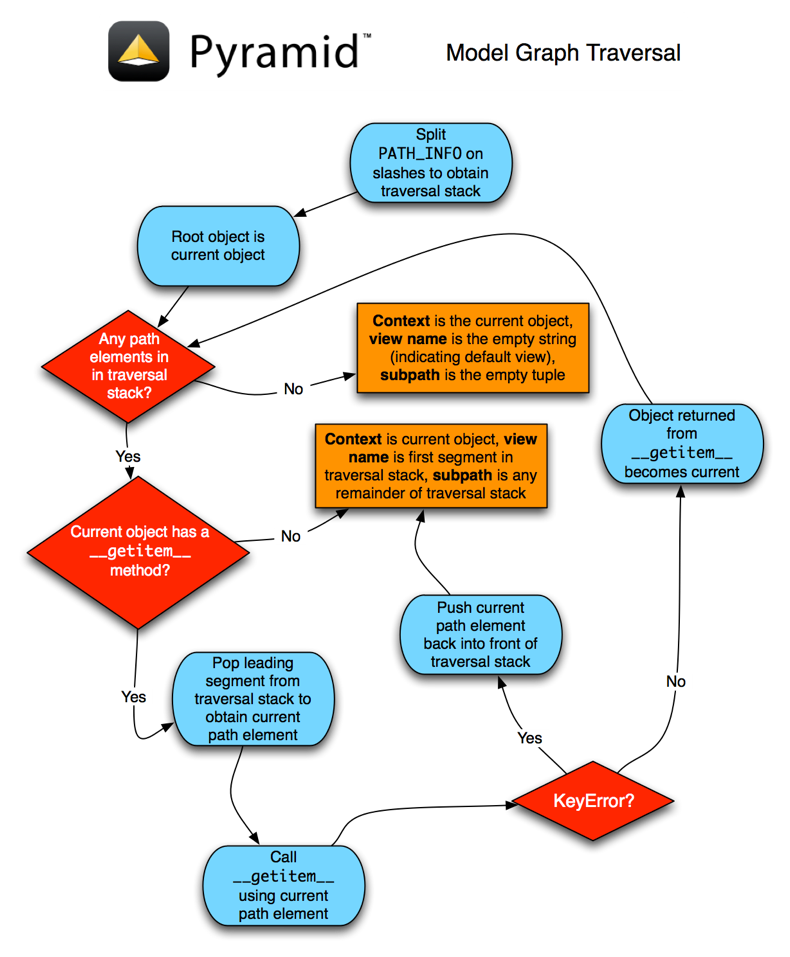 Pyramid™
Model Graph Traversal
Split
PATH_INFO on
slashes to obtain
traversal stack
Root object is
current object
Any path
elements in
in traversal
stack?
No
Context is the current object,
view name is the empty string
(indicating default view),
subpath is the empty tuple
Yes
Context is current object, view
name is first segment in
traversal stack, subpath is any
remainder of traversal stack
Object returned
from
__getitem__
becomes current
Current object has a
__getitem__
method?
No
Push current
path element
back into front of
traversal stack
Yes
Pop leading
segment from
traversal stack to
obtain current
path element
No
Yes
KeyError?
Call
__getitem__
using current
path element